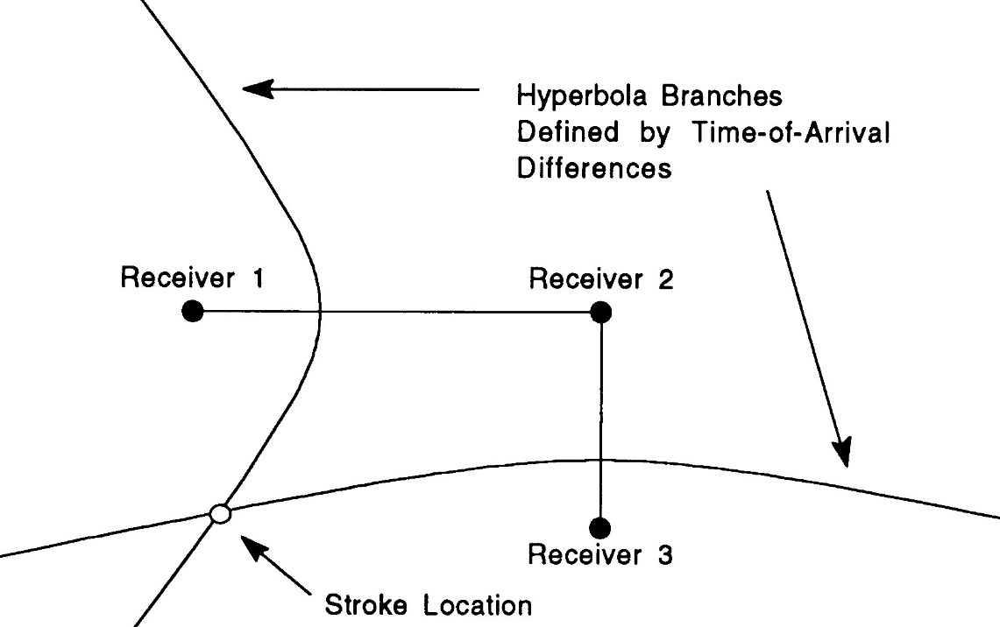 Hyperbola Branches
Defined by Time-of-Arrival
Differences
Receiver 1
Receiver 2
Receiver 3
Stroke Location